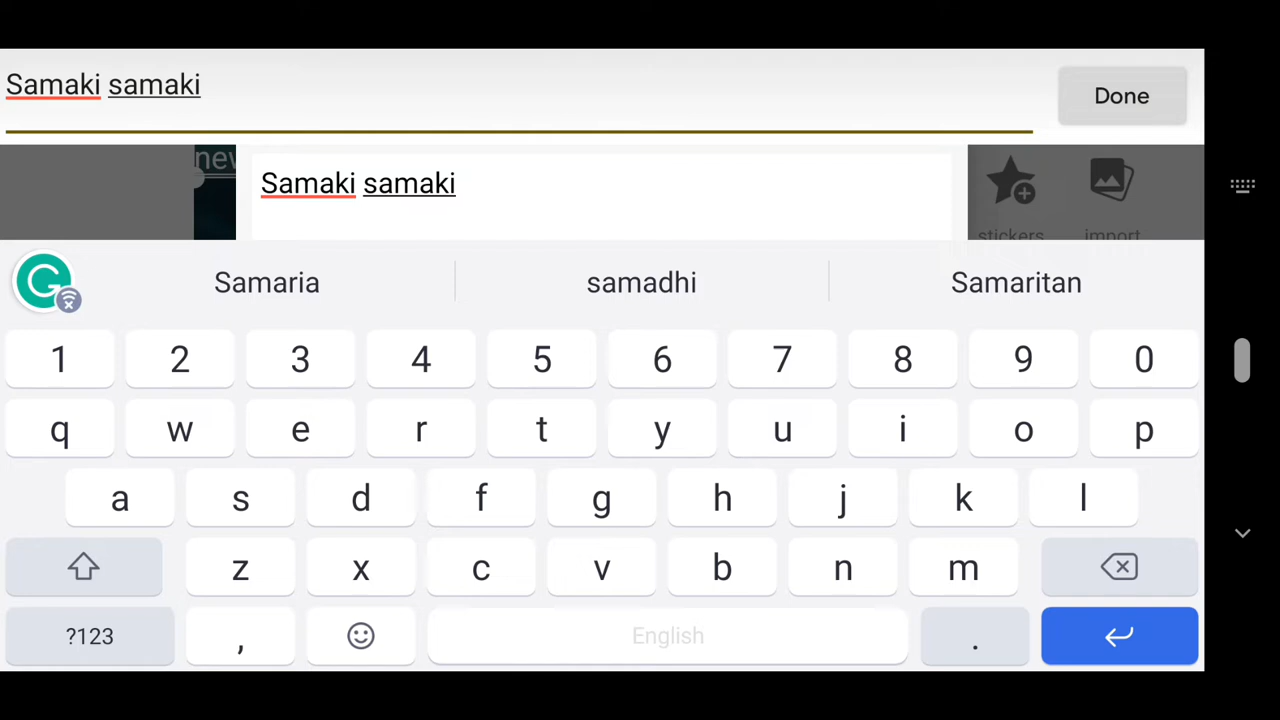 Samaki samaki
Done
new
Samaki samaki
stickers import
Samaria samadhi Samaritan
1 2 3 4 5 6 7 8 9 0
q w e r t y u i o p
a s d f g h j k l
z x c v b n m
?123 , English .